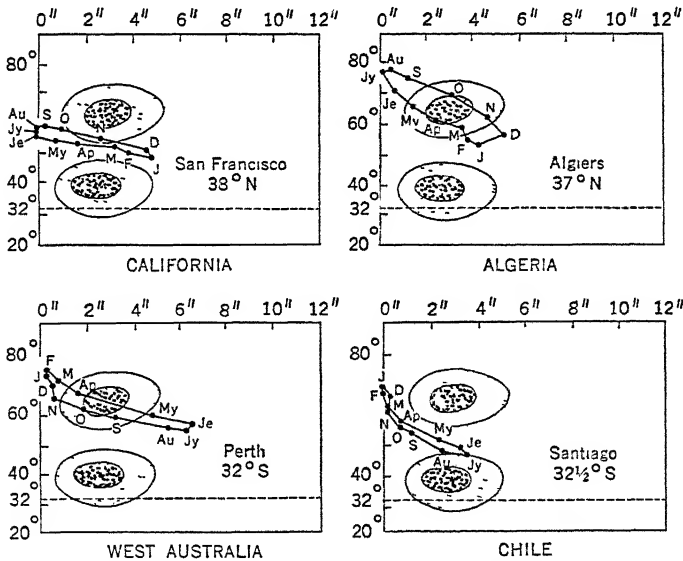 0" 2" 4" 6" 8" 10" 12"
80°
60°
40°
32°
20°
Au S O N D
Jy Je My Ap M F J
San Francisco
38° N
CALIFORNIA
0" 2" 4" 6" 8" 10" 12"
80°
60°
40°
32°
20°
Au S O N D
Jy Je My Ap M F J
Algiers
37° N
ALGERIA
0" 2" 4" 6" 8" 10" 12"
80°
60°
40°
32°
20°
F M Ap My Je
J D N O S Au Jy
Perth
32° S
WEST AUSTRALIA
0" 2" 4" 6" 8" 10" 12"
80°
60°
40°
32°
20°
J D M Ap My Je
F N O S Au Jy
Santiago
32½° S
CHILE